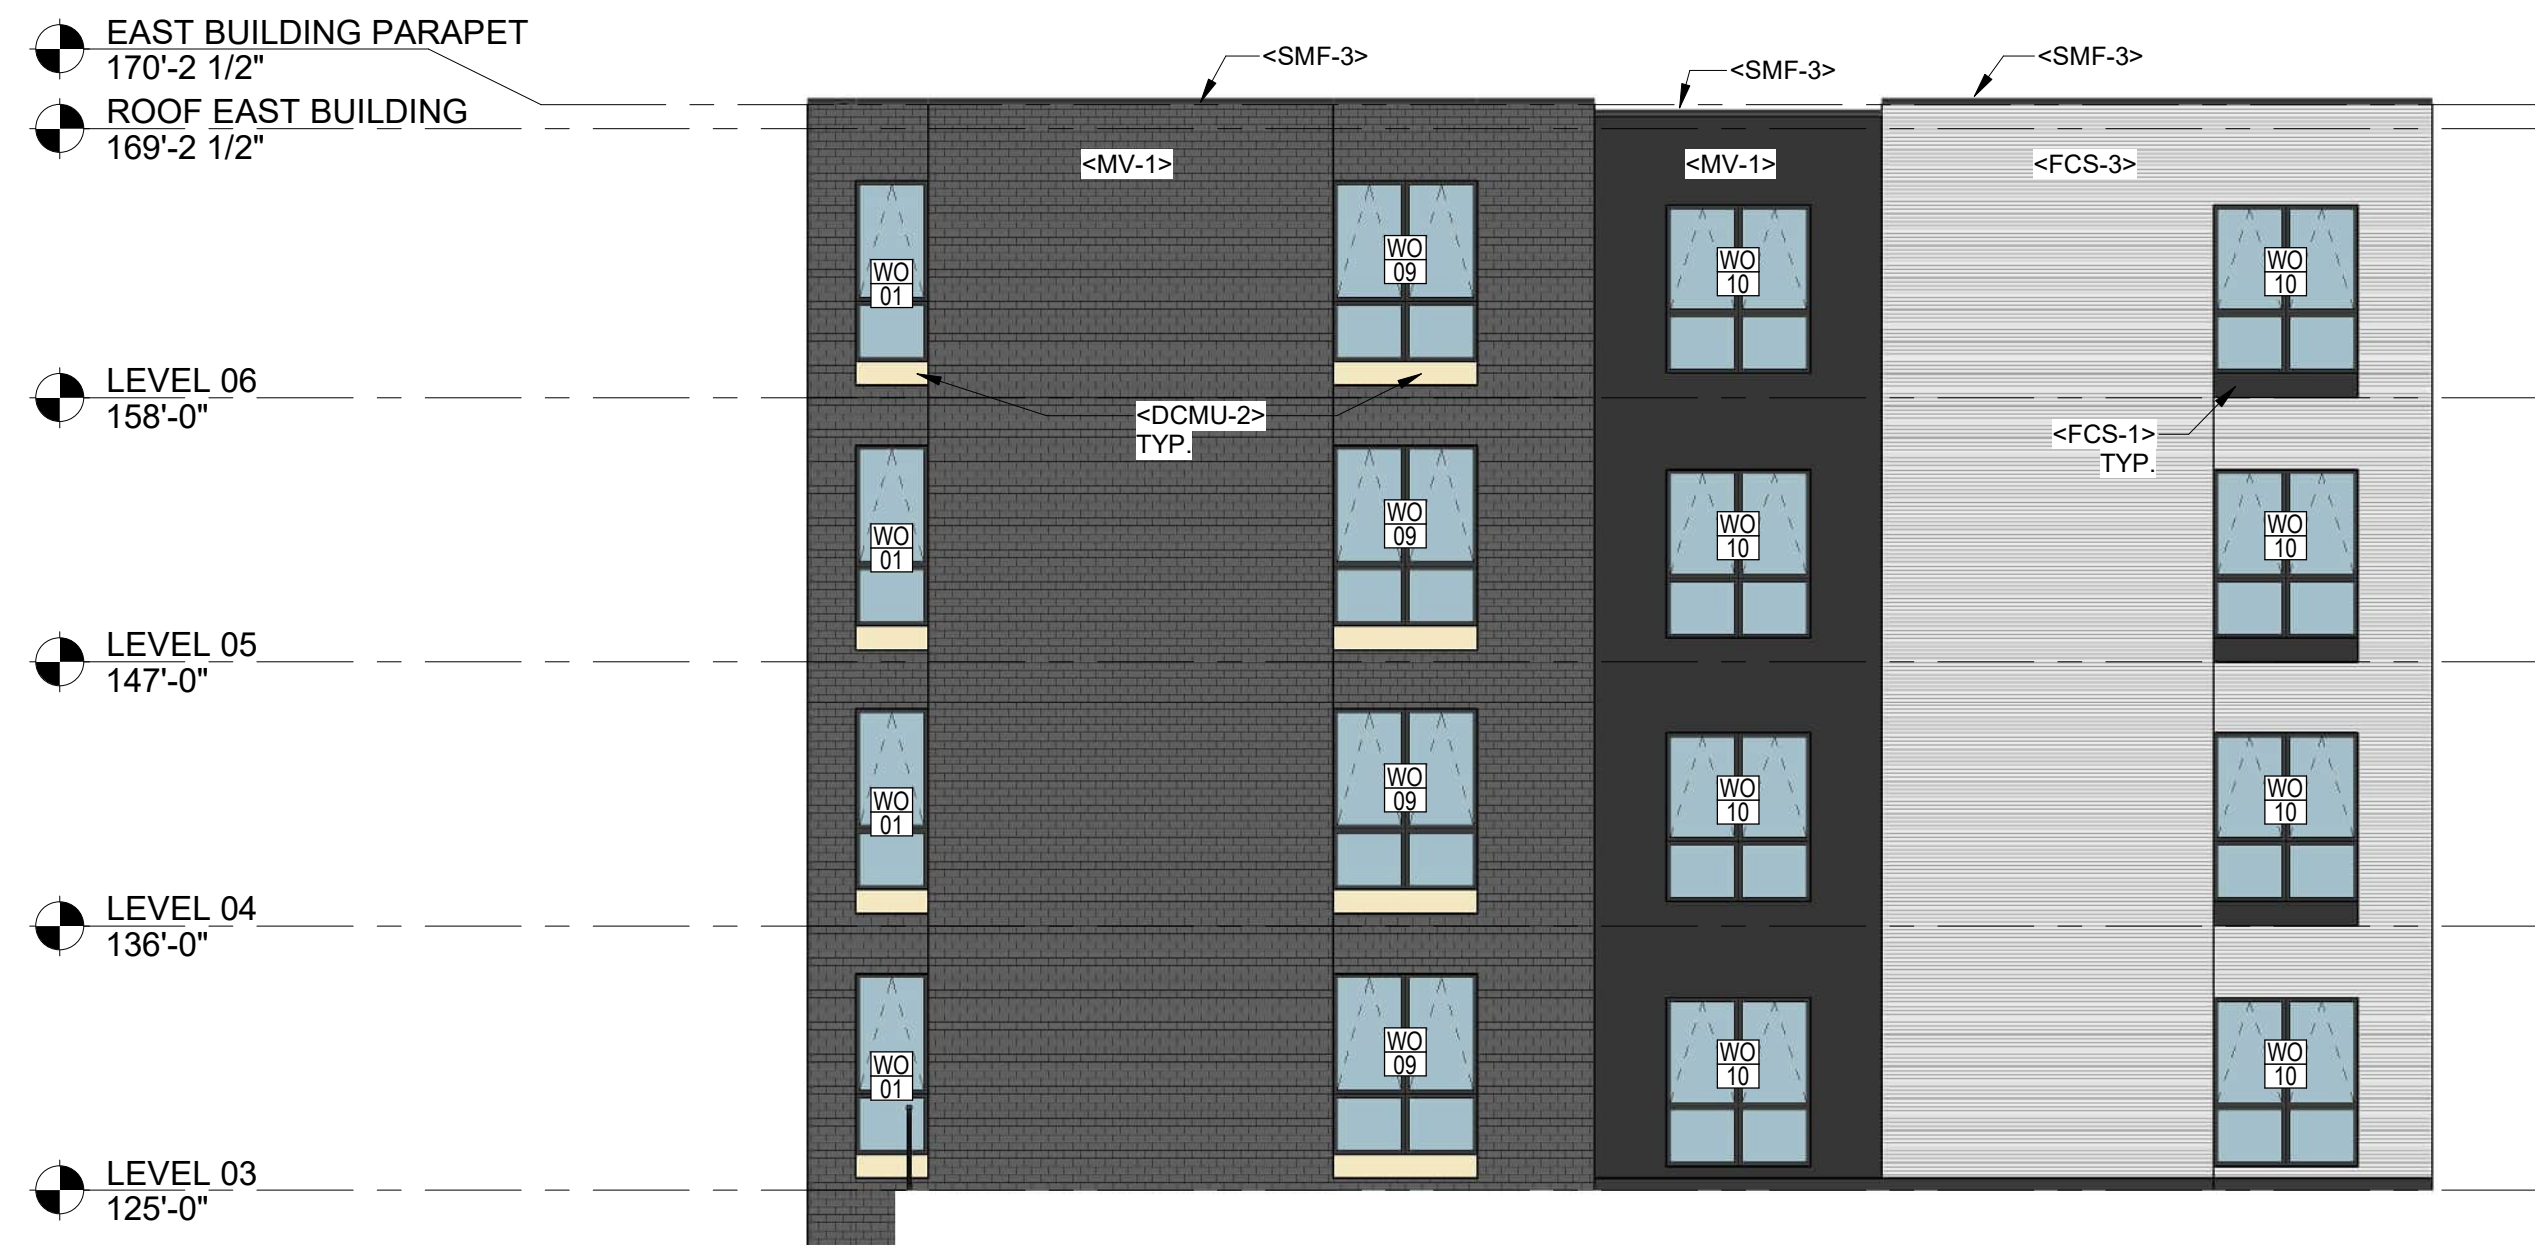 EAST BUILDING PARAPET
170'-2 1/2"
ROOF EAST BUILDING
169'-2 1/2"
<SMF-3>
<SMF-3>
<SMF-3>
<MV-1>
<MV-1>
<FCS-3>
WO
01
WO
09
WO
10
WO
10
LEVEL 06
158'-0"
<DCMU-2>
TYP.
<FCS-1>
TYP.
WO
01
WO
09
WO
10
WO
10
LEVEL 05
147'-0"
WO
01
WO
09
WO
10
WO
10
LEVEL 04
136'-0"
WO
01
WO
09
WO
10
WO
10
LEVEL 03
125'-0"